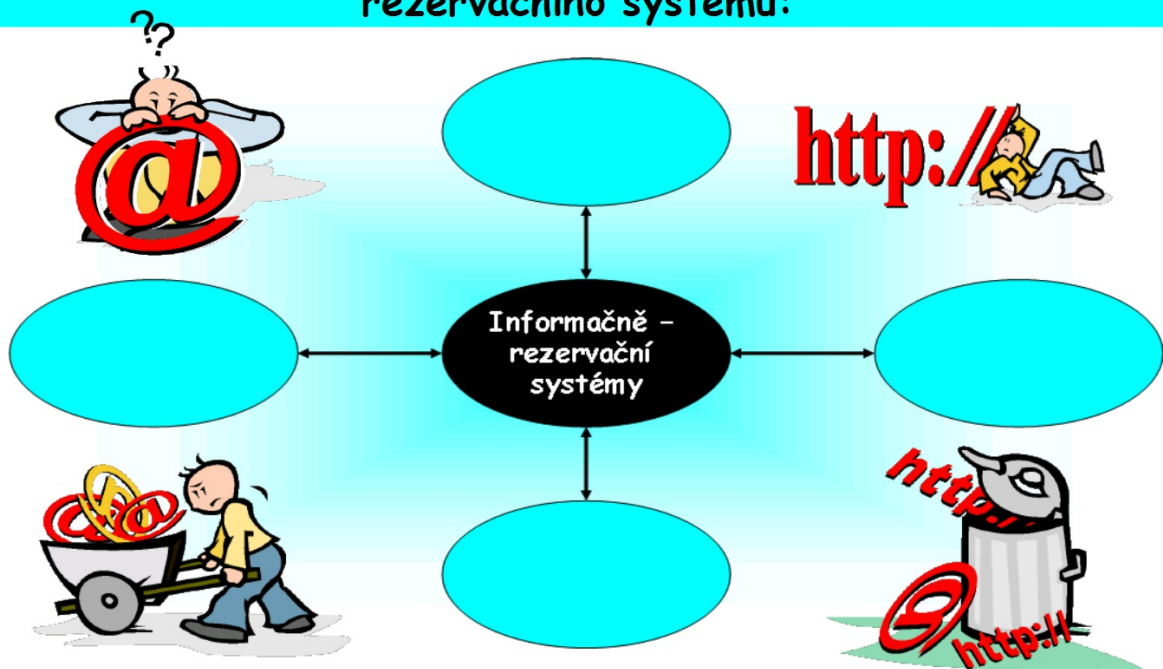 rezervačního systému:
??
@
http://
Informačně –
rezervační
systémy
@@
http://
@
http://